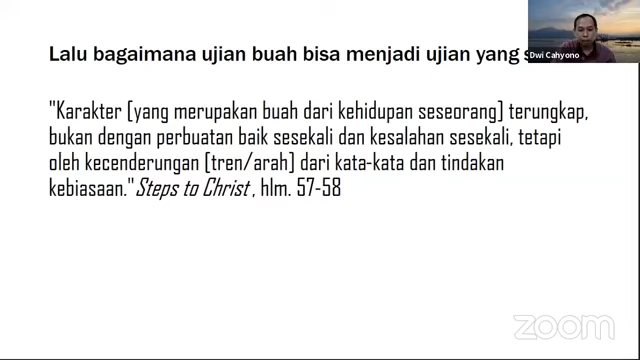 Lalu bagaimana ujian buah bisa menjadi ujian yang
Dwi Cahyono
"Karakter [yang merupakan buah dari kehidupan seseorang] terungkap,
bukan dengan perbuatan baik sesekali dan kesalahan sesekali, tetapi
oleh kecenderungan [tren/arah] dari kata-kata dan tindakan
kebiasaan." Steps to Christ , hlm. 57-58
zoom